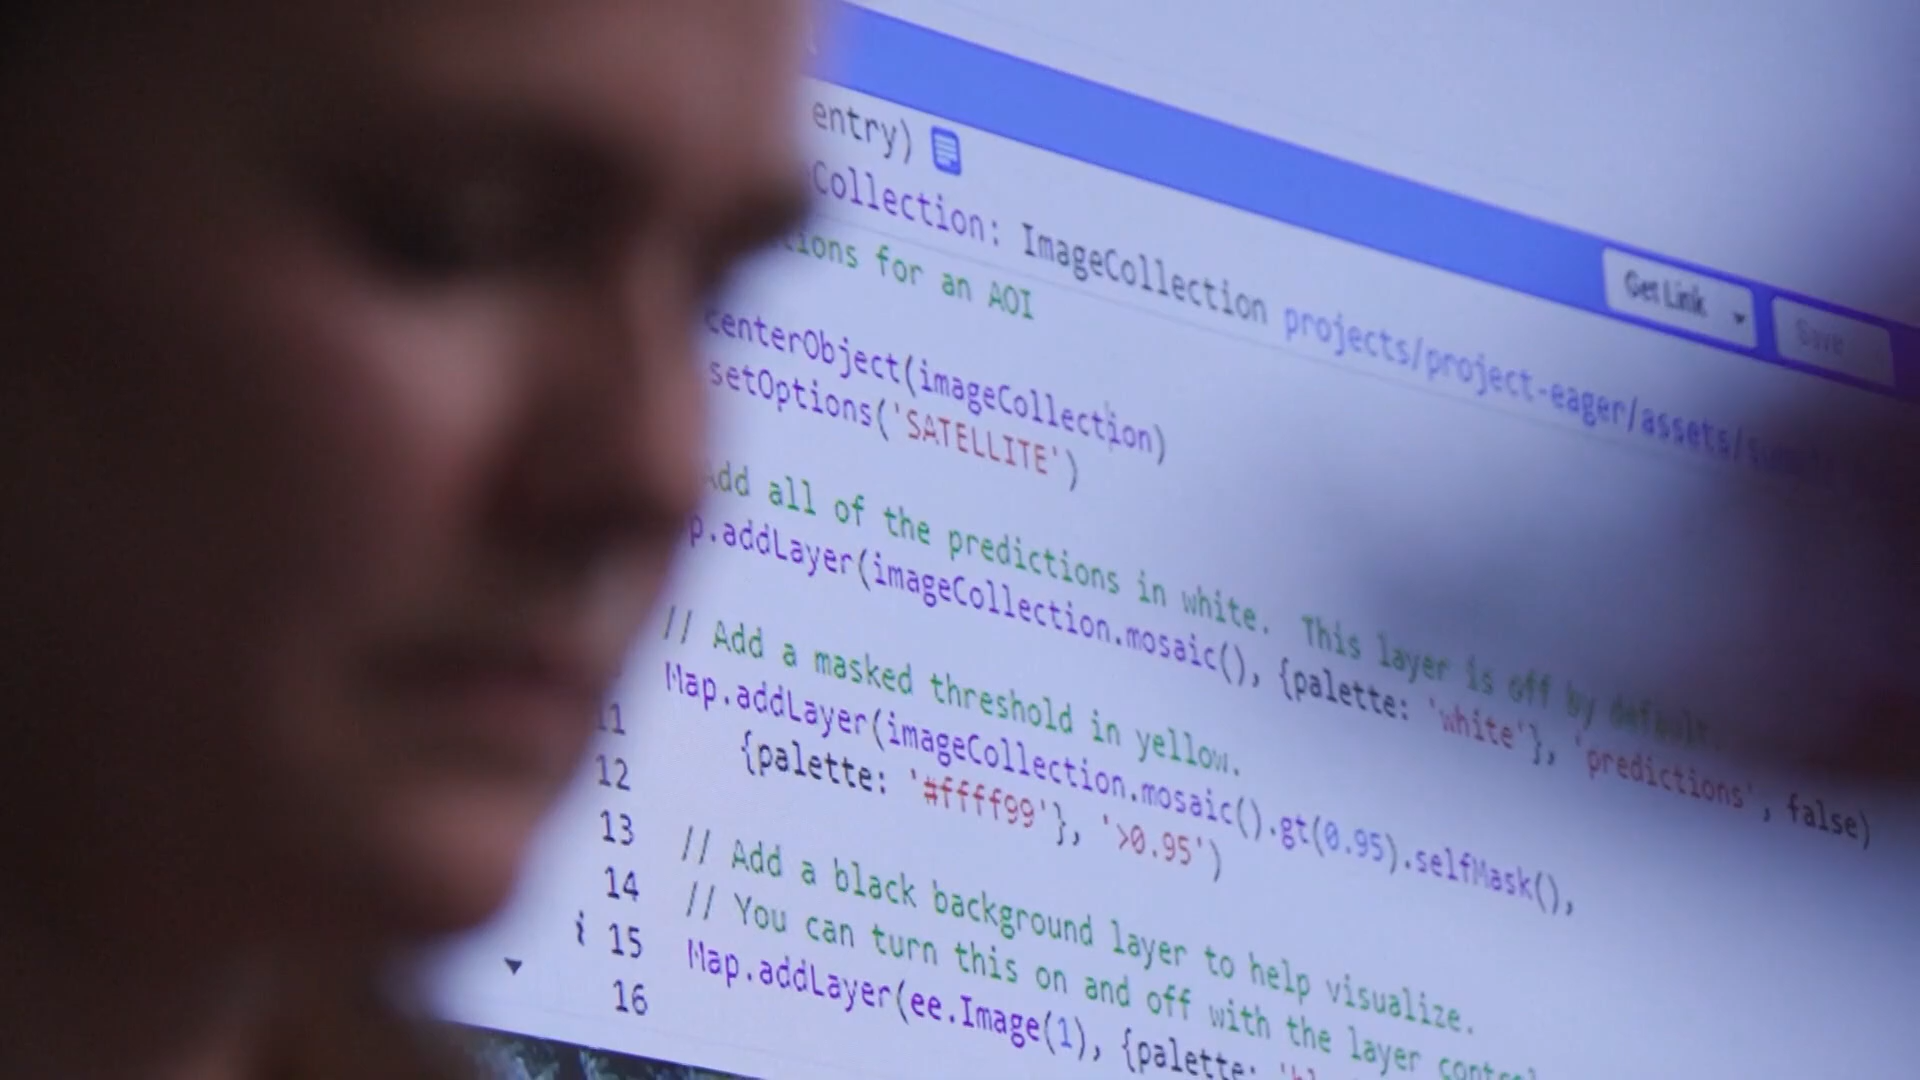 entry)
Get Link
Save
Collection: ImageCollection projects/project-eager/assets/
for an AOI
centerObject(imageCollection)
setOptions('SATELLITE')
Add all of the predictions in white. This layer is off by default.
p.addLayer(imageCollection.mosaic(), {palette: 'white'}, 'predictions', false)
// Add a masked threshold in yellow.
Map.addLayer(imageCollection.mosaic().gt(0.95).selfMask(),
11 {palette: '#ffff99'}, '>0.95')
12
13 // Add a black background layer to help visualize.
14 // You can turn this on and off with the layer
i 15 Map.addLayer(ee.Image(1), {palette:
16